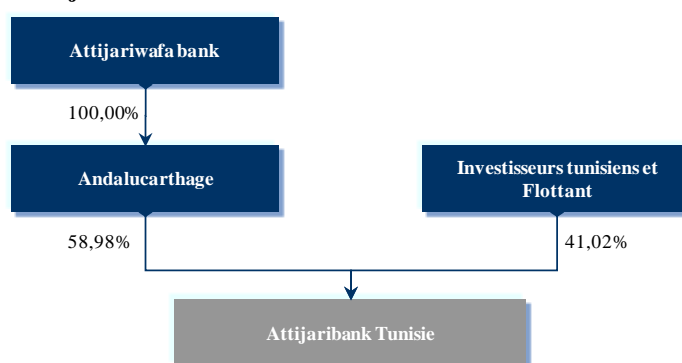 Attijariwafa bank
100,00%
Andalucarthage
Investisseurs tunisiens et
Flottant
58,98%
41,02%
Attijaribank Tunisie